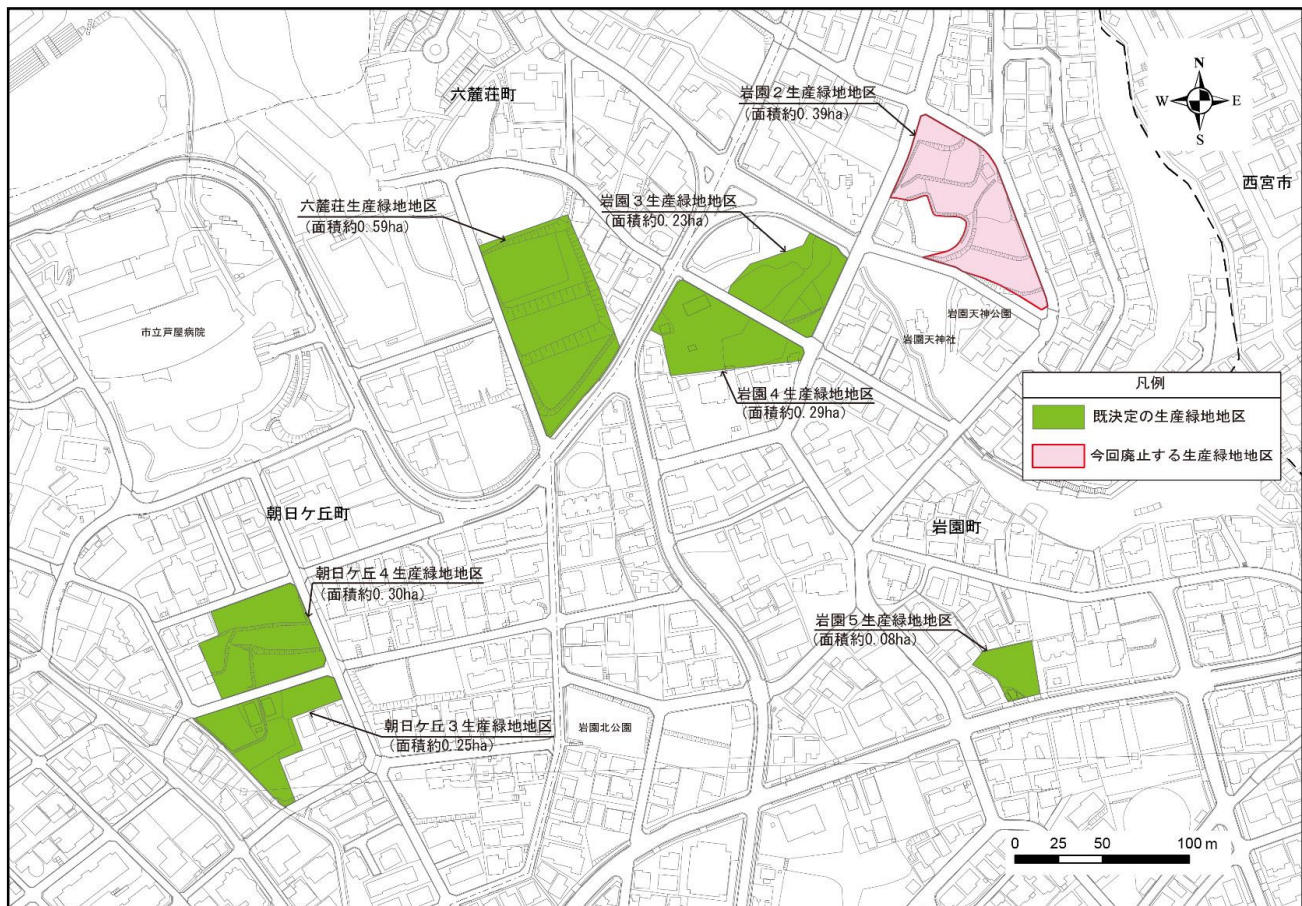 六麓荘町
岩園2生産緑地地区
(面積約0.39ha)
N
W
E
S
西宮市
六麓荘生産緑地地区
(面積約0.59ha)
岩園3生産緑地地区
(面積約0.23ha)
市立芦屋病院
岩園天神公園
岩園天神社
岩園4生産緑地地区
(面積約0.29ha)
凡例
既決定の生産緑地地区
今回廃止する生産緑地地区
朝日ケ丘町
岩園町
朝日ケ丘4生産緑地地区
(面積約0.30ha)
岩園5生産緑地地区
(面積約0.08ha)
朝日ケ丘3生産緑地地区
(面積約0.25ha)
岩園北公園
0 25 50 100 m